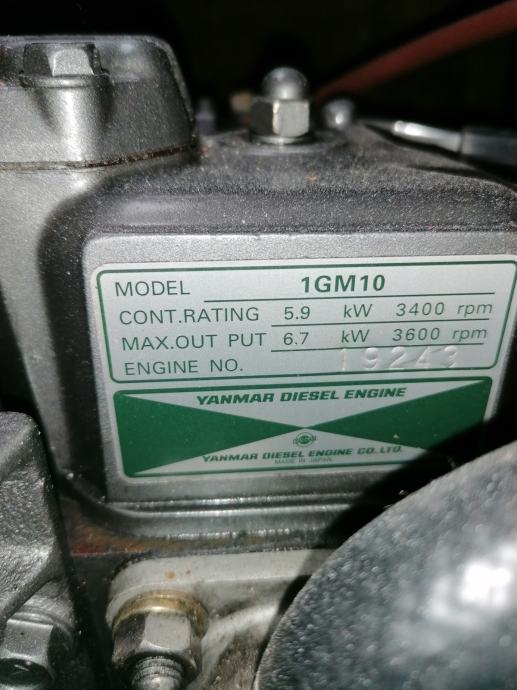 MODEL 1GM10
CONT.RATING 5.9 kW 3400 rpm
MAX.OUT PUT 6.7 kW 3600 rpm
ENGINE NO. 19243
YANMAR DIESEL ENGINE
YANMAR DIESEL ENGINE CO.,LTD.
MADE IN JAPAN